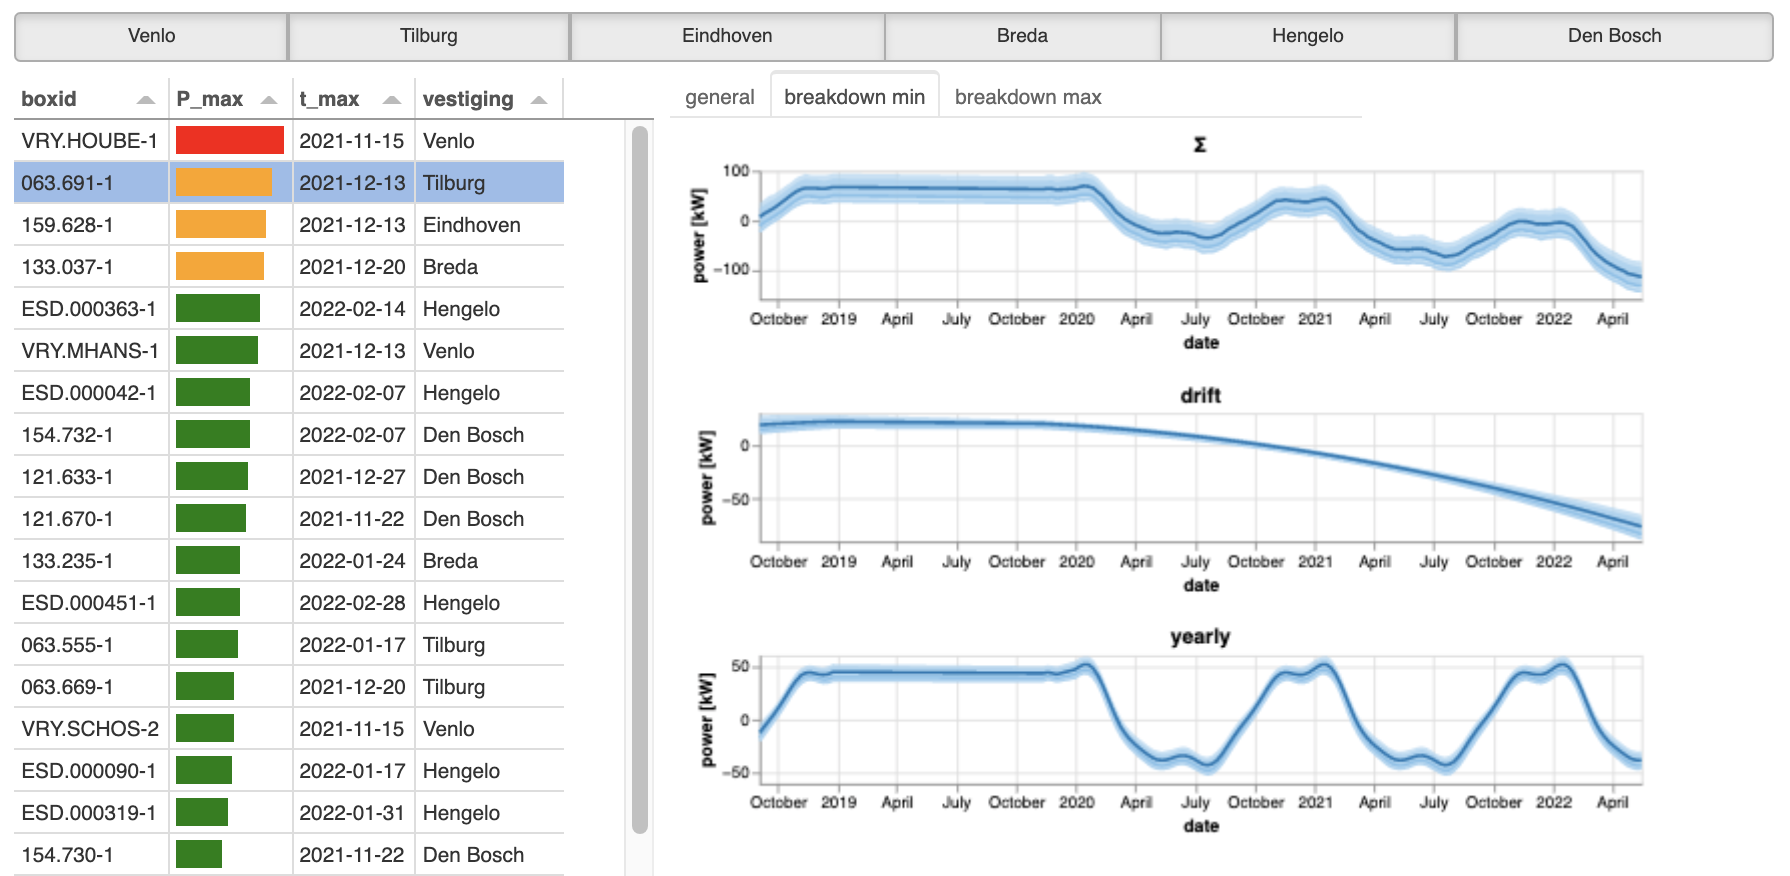 Venlo Tilburg Eindhoven Breda Hengelo Den Bosch
boxid P_max t_max vestiging
VRY.HOUBE-1 2021-11-15 Venlo
063.691-1 2021-12-13 Tilburg
159.628-1 2021-12-13 Eindhoven
133.037-1 2021-12-20 Breda
ESD.000363-1 2022-02-14 Hengelo
VRY.MHANS-1 2021-12-13 Venlo
ESD.000042-1 2022-02-07 Hengelo
154.732-1 2022-02-07 Den Bosch
121.633-1 2021-12-27 Den Bosch
121.670-1 2021-11-22 Den Bosch
133.235-1 2022-01-24 Breda
ESD.000451-1 2022-02-28 Hengelo
063.555-1 2022-01-17 Tilburg
063.669-1 2021-12-20 Tilburg
VRY.SCHOS-2 2021-11-15 Venlo
ESD.000090-1 2022-01-17 Hengelo
ESD.000319-1 2022-01-31 Hengelo
154.730-1 2021-11-22 Den Bosch
general breakdown min breakdown max
Σ
power [kW]
100
0
−100
October 2019 April July October 2020 April July October 2021 April July October 2022 April
date
drift
power [kW]
0
−50
October 2019 April July October 2020 April July October 2021 April July October 2022 April
date
yearly
power [kW]
50
0
−50
October 2019 April July October 2020 April July October 2021 April July October 2022 April
date